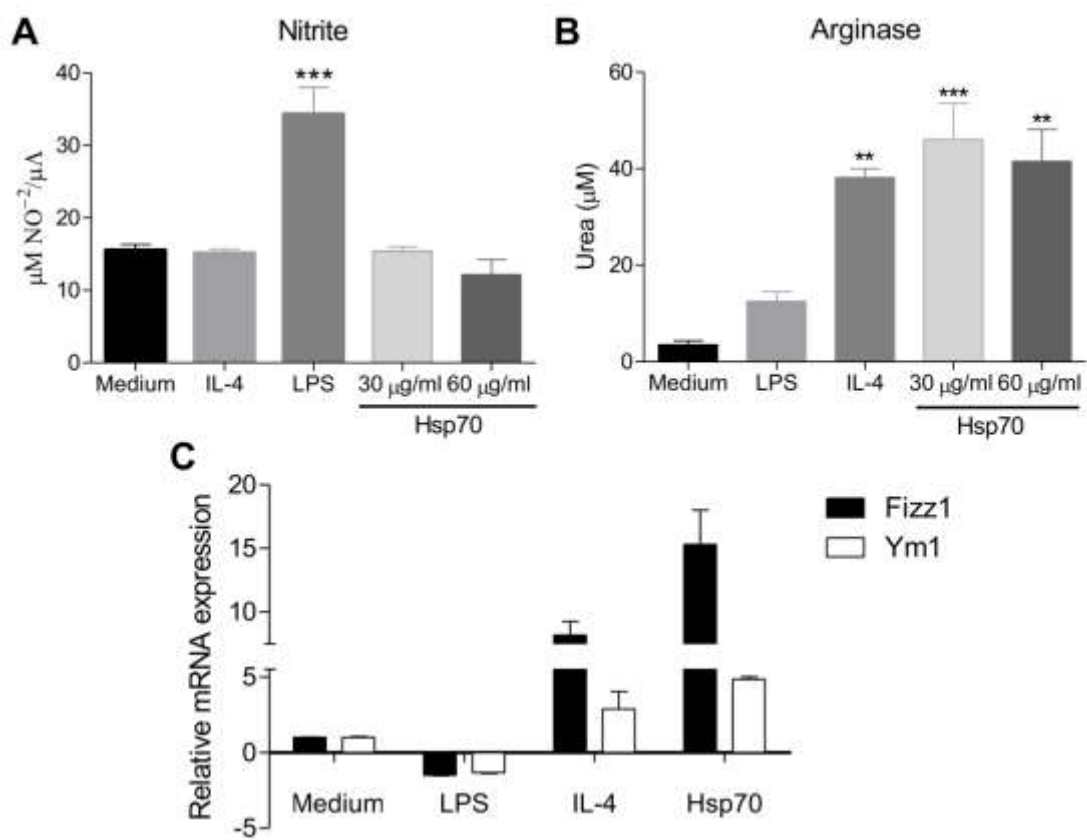 A
Nitrite
μM NO⁻²/μΛ
40
30
20
10
0
***
Medium IL-4 LPS 30 μg/ml 60 μg/ml
Hsp70
B
Arginase
Urea (μM)
60
40
20
0
** *** **
Medium LPS IL-4 30 μg/ml 60 μg/ml
Hsp70
C
Relative mRNA expression
20
15
10
5
0
-5
Medium LPS IL-4 Hsp70
Fizz1
Ym1